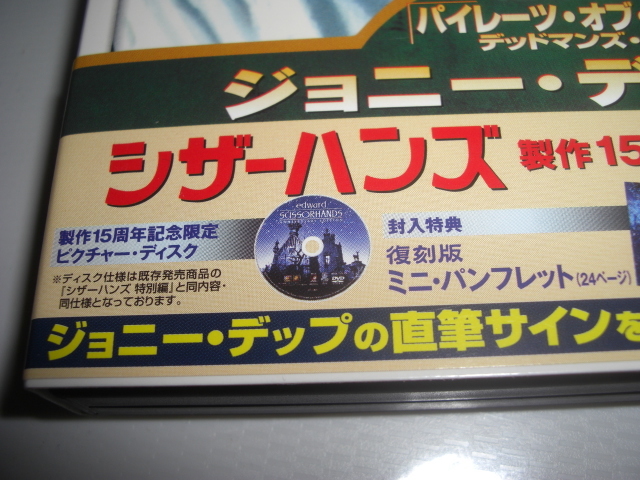 パイレーツ・オブ・
デッドマンズ・
ジョニー・デ
シザーハンズ 製作15
製作15周年記念限定
ピクチャー・ディスク
※ディスク仕様は既存発売商品の
「シザーハンズ 特別編」と同内容・
同仕様となっております。
edward
SCISSORHANDS
ANNIVERSARY EDITION
DVD
封入特典
復刻版
ミニ・パンフレット(24ページ)
ジョニー・デップの直筆サインを